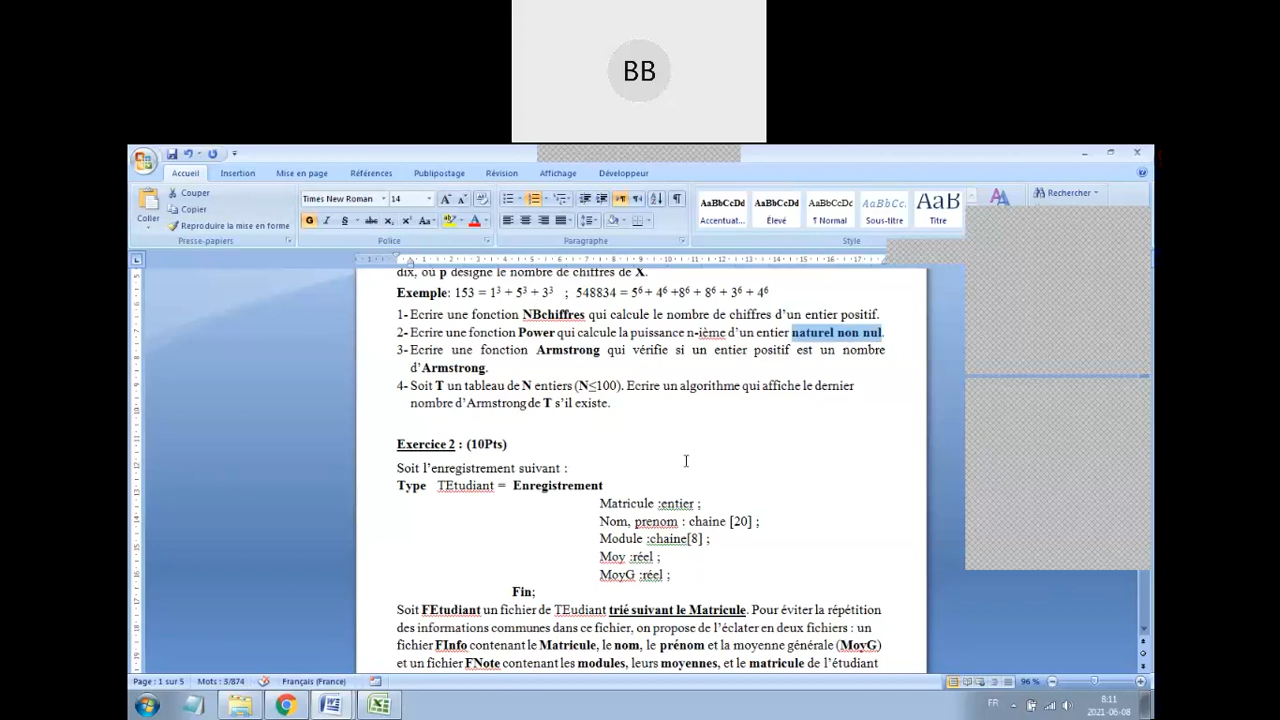 BB
Accueil Insertion Mise en page Références Publipostage Révision Affichage Développeur
Coller
Couper
Copier
Reproduire la mise en forme
Presse-papiers
Times New Roman 14
G I S abc x₂ x² Aa
Police
Paragraphe
AaBbCcDd AaBbCcDd AaBbCcDd AaBbCc AaB
Accentuat... Élevé ¶ Normal Sous-titre Titre
Style
Rechercher
dix, où p désigne le nombre de chiffres de X.
Exemple: 153 = 1³ + 5³ + 3³ ; 548834 = 5⁶ + 4⁶ +8⁶ + 8⁶ + 3⁶ + 4⁶
1- Ecrire une fonction NBchiffres qui calcule le nombre de chiffres d’un entier positif.
2- Ecrire une fonction Power qui calcule la puissance n-ième d’un entier naturel non nul.
3- Ecrire une fonction Armstrong qui vérifie si un entier positif est un nombre
d’Armstrong.
4- Soit T un tableau de N entiers (N≤100). Ecrire un algorithme qui affiche le dernier
nombre d’Armstrong de T s’il existe.
Exercice 2 : (10Pts)
Soit l’enregistrement suivant :
Type TEtudiant = Enregistrement
Matricule :entier ;
Nom, prenom : chaine [20] ;
Module :chaine[8] ;
Moy :réel ;
MoyG :réel ;
Fin;
Soit FEtudiant un fichier de TEudiant trié suivant le Matricule. Pour éviter la répétition
des informations communes dans ce fichier, on propose de l’éclater en deux fichiers : un
fichier FInfo contenant le Matricule, le nom, le prénom et la moyenne générale (MoyG)
et un fichier FNote contenant les modules, leurs moyennes, et le matricule de l’étudiant
Page : 1 sur 5 Mots : 3/874 Français (France) 96 %
FR 8:11
2021-06-08